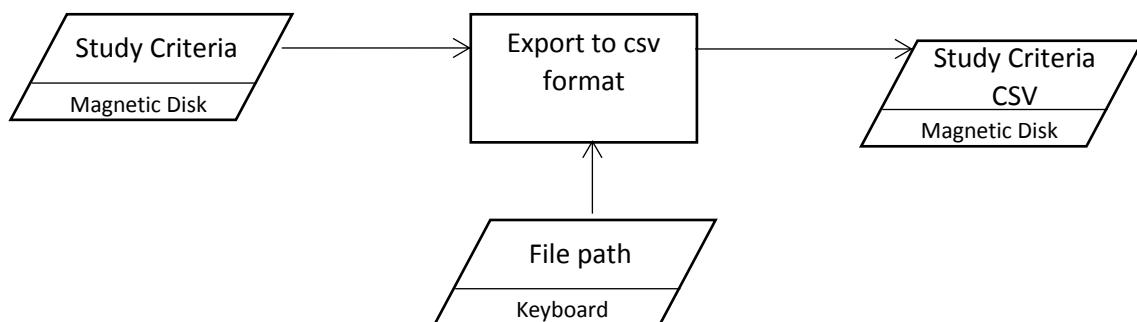 Study Criteria
Magnetic Disk
Export to csv
format
Study Criteria
CSV
Magnetic Disk
File path
Keyboard